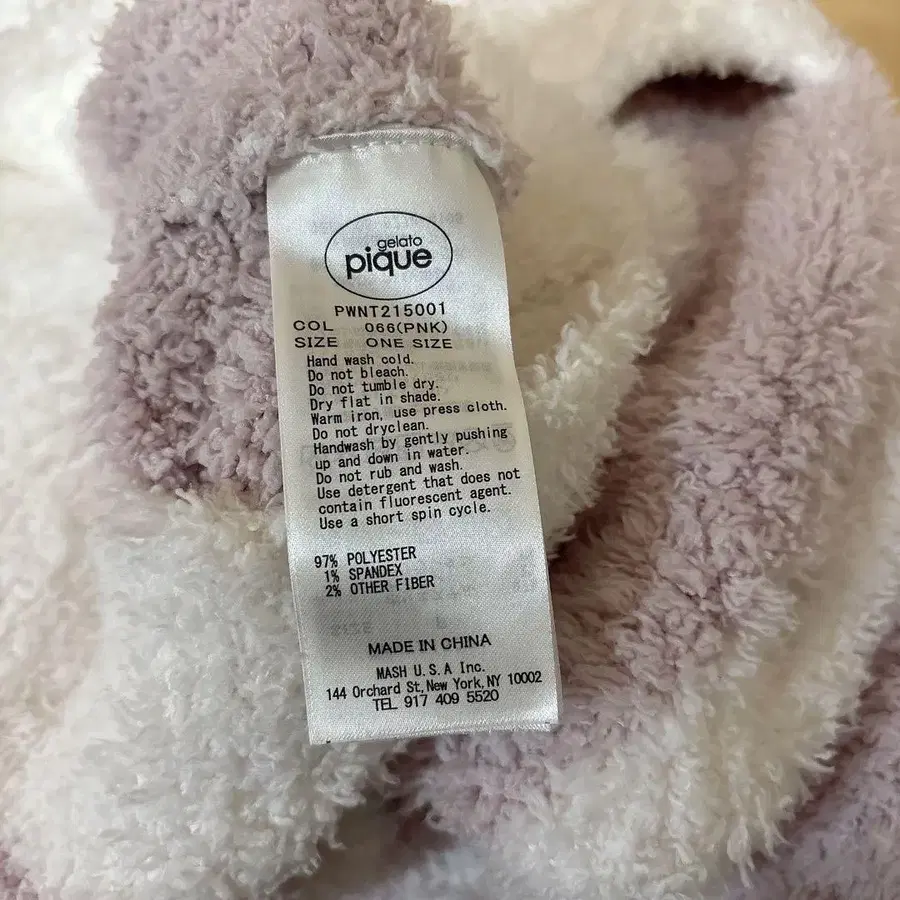 gelato
pique
PWNT215001
COL 066(PNK)
SIZE ONE SIZE
Hand wash cold.
Do not bleach.
Do not tumble dry.
Dry flat in shade.
Warm iron, use press cloth.
Do not dryclean.
Handwash by gently pushing
up and down in water.
Do not rub and wash.
Use detergent that does not
contain fluorescent agent.
Use a short spin cycle.
97% POLYESTER
1% SPANDEX
2% OTHER FIBER
MADE IN CHINA
MASH U.S.A Inc.
144 Orchard St, New York, NY 10002
TEL 917 409 5520